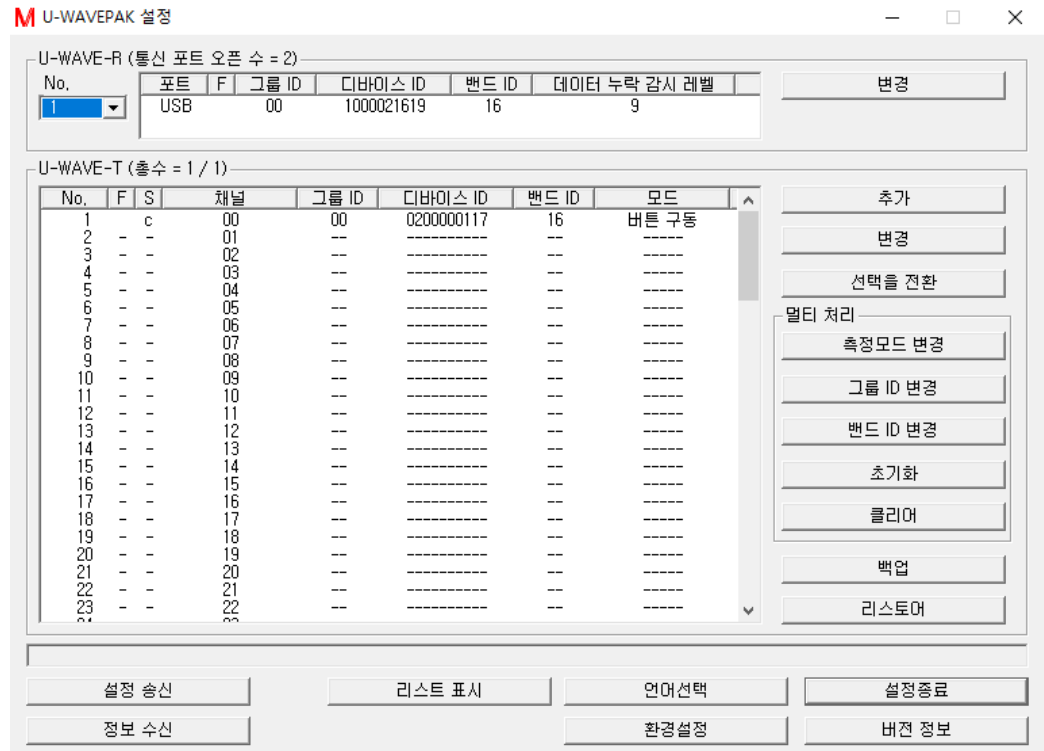 M U-WAVEPAK 설정
U-WAVE-R (통신 포트 오픈 수 = 2)
No. 포트 F 그룹 ID 디바이스 ID 밴드 ID 데이터 누락 감시 레벨 변경
1 USB 00 1000021619 16 9
U-WAVE-T (총수 = 1 / 1)
No. F S 채널 그룹 ID 디바이스 ID 밴드 ID 모드
1 c 00 00 0200000117 16 버튼 구동
2 - - 01 -- ---------- -- -----
3 - - 02 -- ---------- -- -----
4 - - 03 -- ---------- -- -----
5 - - 04 -- ---------- -- -----
6 - - 05 -- ---------- -- -----
7 - - 06 -- ---------- -- -----
8 - - 07 -- ---------- -- -----
9 - - 08 -- ---------- -- -----
10 - - 09 -- ---------- -- -----
11 - - 10 -- ---------- -- -----
12 - - 11 -- ---------- -- -----
13 - - 12 -- ---------- -- -----
14 - - 13 -- ---------- -- -----
15 - - 14 -- ---------- -- -----
16 - - 15 -- ---------- -- -----
17 - - 16 -- ---------- -- -----
18 - - 17 -- ---------- -- -----
19 - - 18 -- ---------- -- -----
20 - - 19 -- ---------- -- -----
21 - - 20 -- ---------- -- -----
22 - - 21 -- ---------- -- -----
23 - - 22 -- ---------- -- -----
추가
변경
선택을 전환
멀티 처리
측정모드 변경
그룹 ID 변경
밴드 ID 변경
초기화
클리어
백업
리스토어
설정 송신 리스트 표시 언어선택 설정종료
정보 수신 환경설정 버전 정보